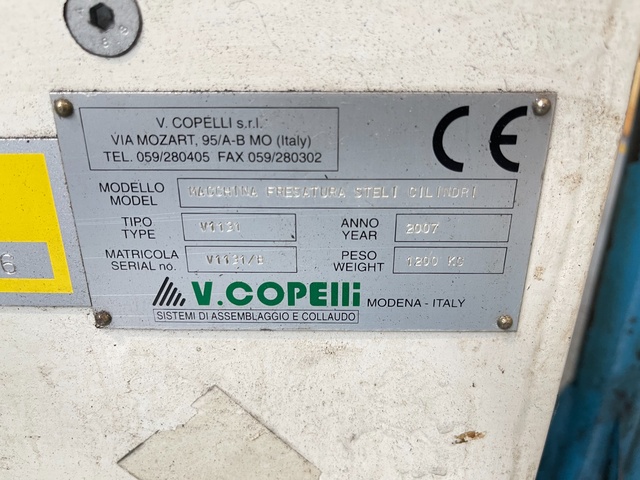 V. COPELLI s.r.l.
VIA MOZART, 95/A-B MO (Italy)
TEL. 059/280405 FAX 059/280302
CE
MODELLO
MODEL
MACCHINA FRESATURA STELI CILINDRI
TIPO
TYPE
V1131
ANNO
YEAR
2007
MATRICOLA
SERIAL no.
V1131/B
PESO
WEIGHT
1200 KG
V.COPELLI MODENA - ITALY
SISTEMI DI ASSEMBLAGGIO E COLLAUDO
6